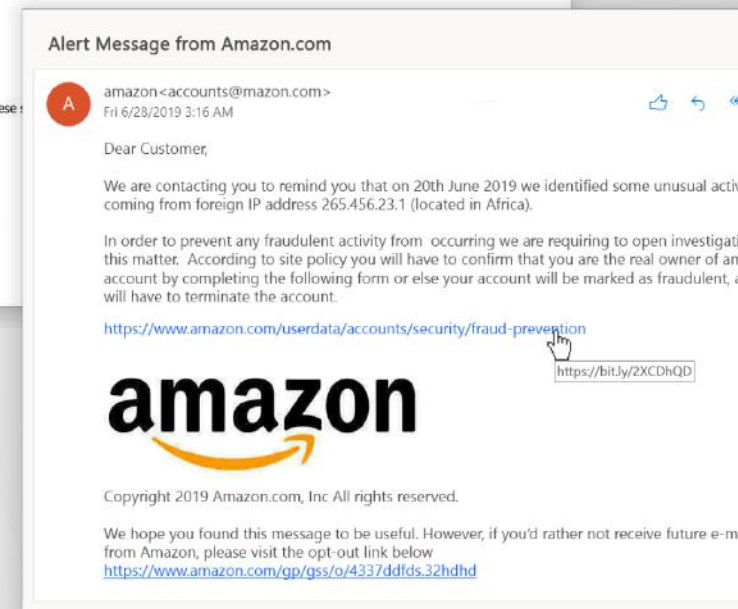 Alert Message from Amazon.com
A
amazon<accounts@mazon.com>
Fri 6/28/2019 3:16 AM
Dear Customer,
We are contacting you to remind you that on 20th June 2019 we identified some unusual activ
coming from foreign IP address 265.456.23.1 (located in Africa).
In order to prevent any fraudulent activity from occurring we are requiring to open investigati
this matter. According to site policy you will have to confirm that you are the real owner of am
account by completing the following form or else your account will be marked as fraudulent, a
will have to terminate the account.
https://www.amazon.com/userdata/accounts/security/fraud-prevention
https://bit.ly/2XCDhQD
amazon
Copyright 2019 Amazon.com, Inc All rights reserved.
We hope you found this message to be useful. However, if you'd rather not receive future e-m
from Amazon, please visit the opt-out link below
https://www.amazon.com/gp/gss/o/4337ddfds.32hdhd